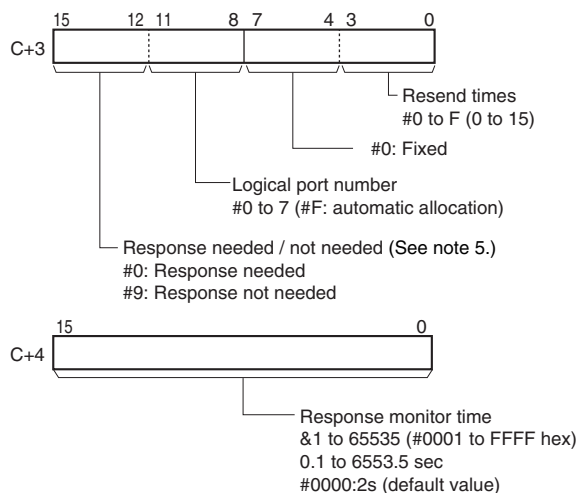 15 12 11 8 7 4 3 0
C+3
Resend times
#0 to F (0 to 15)
#0: Fixed
Logical port number
#0 to 7 (#F: automatic allocation)
Response needed / not needed (See note 5.)
#0: Response needed
#9: Response not needed
15 0
C+4
Response monitor time
&1 to 65535 (#0001 to FFFF hex)
0.1 to 6553.5 sec
#0000:2s (default value)